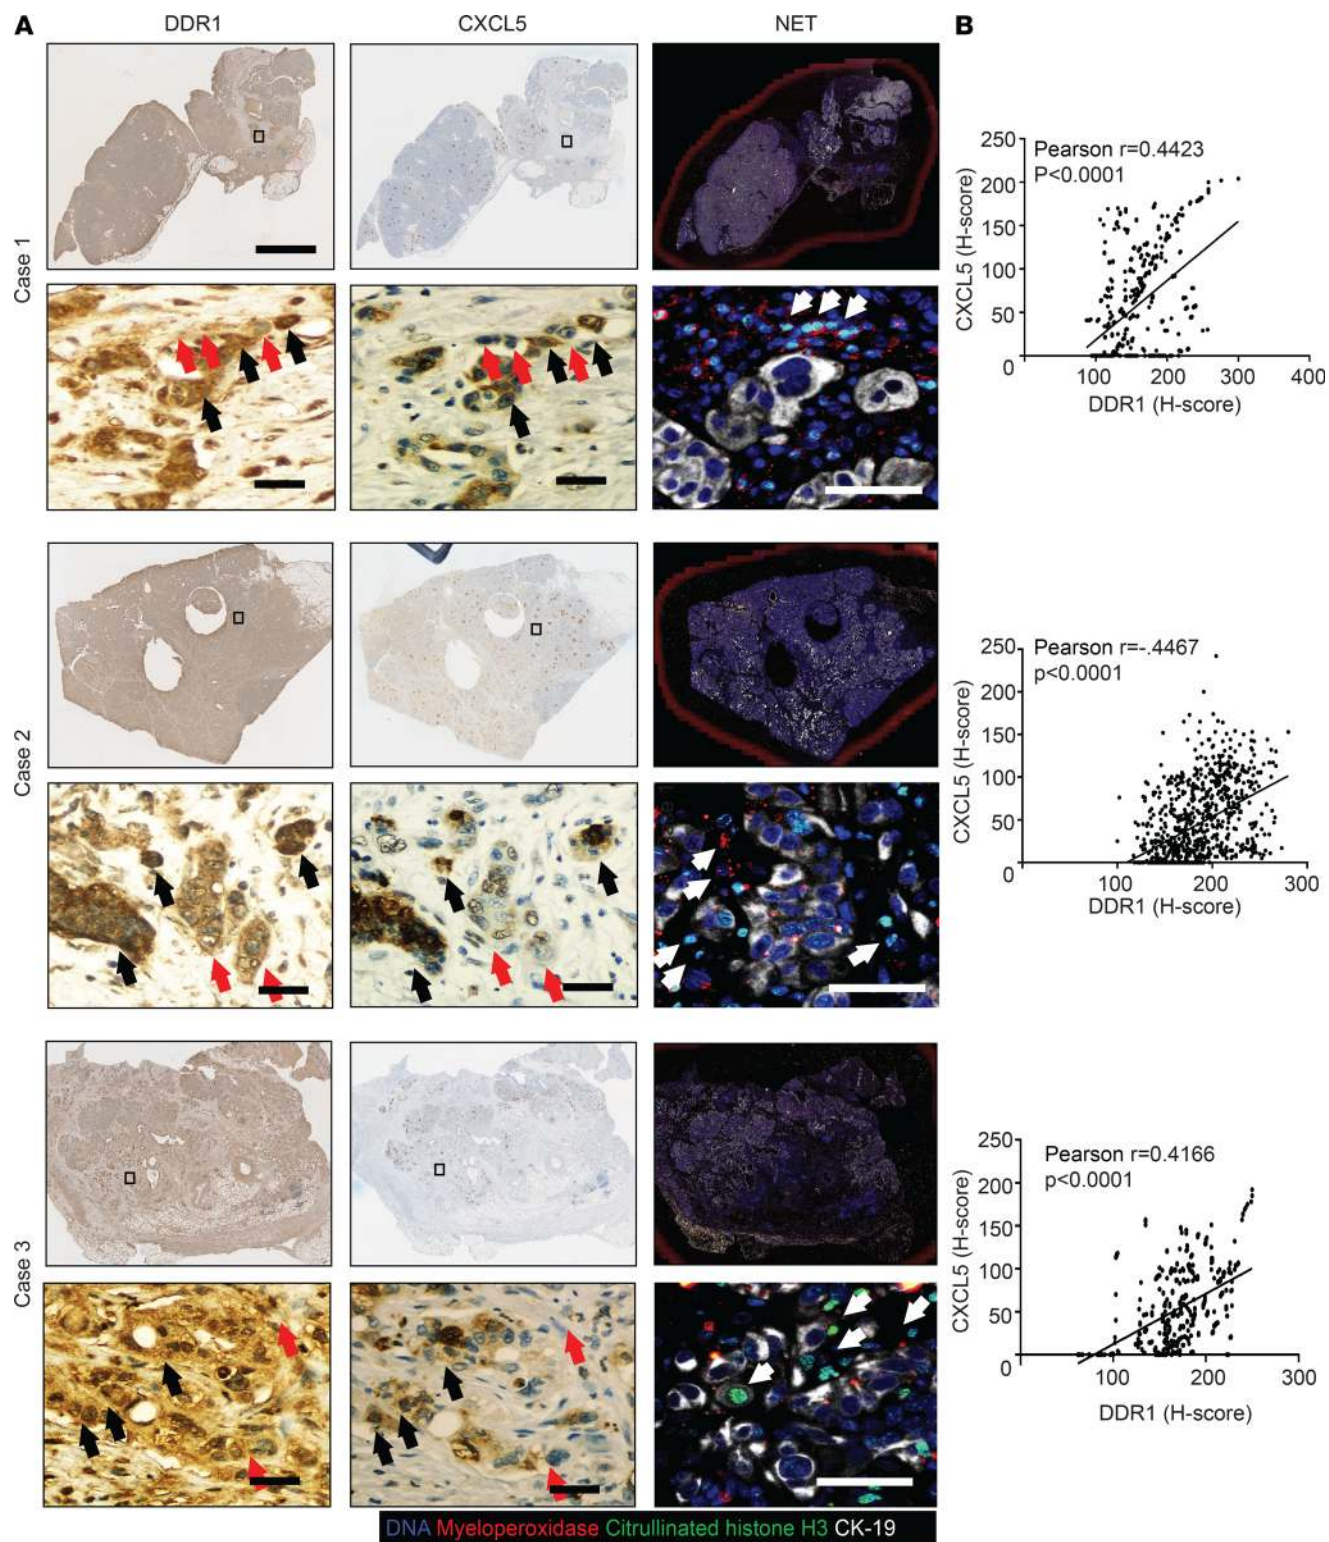 A
DDR1
CXCL5
NET
B
Case 1
250
200
150
100
50
0
Pearson r=0.4423
P<0.0001
CXCL5 (H-score)
100 200 300 400
DDR1 (H-score)
Case 2
250
200
150
100
50
0
Pearson r=-.4467
p<0.0001
CXCL5 (H-score)
100 200 300
DDR1 (H-score)
Case 3
250
200
150
100
50
0
Pearson r=0.4166
p<0.0001
CXCL5 (H-score)
100 200 300
DDR1 (H-score)
DNA Myeloperoxidase Citrullinated histone H3 CK-19